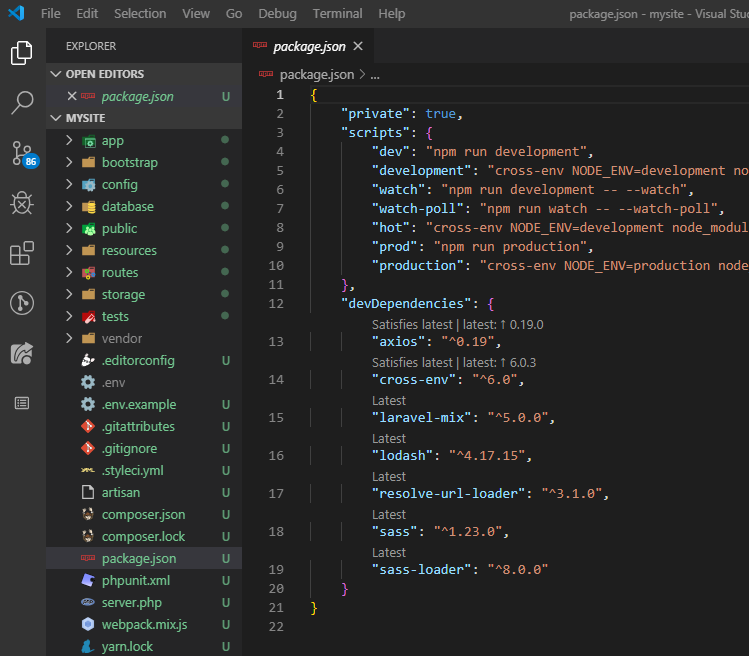 File Edit Selection View Go Debug Terminal Help package.json - mysite - Visual Stu
EXPLORER
OPEN EDITORS
package.json U
MYSITE
app
bootstrap
config
database
public
resources
routes
storage
tests
vendor
.editorconfig U
.env
.env.example U
.gitattributes U
.gitignore U
.styleci.yml U
artisan U
composer.json U
composer.lock U
package.json U
phpunit.xml U
server.php U
webpack.mix.js U
yarn.lock U
86
package.json
package.json > ...
1 {
2 "private": true,
3 "scripts": {
4 "dev": "npm run development",
5 "development": "cross-env NODE_ENV=development no
6 "watch": "npm run development -- --watch",
7 "watch-poll": "npm run watch -- --watch-poll",
8 "hot": "cross-env NODE_ENV=development node_modul
9 "prod": "npm run production",
10 "production": "cross-env NODE_ENV=production node
11 },
12 "devDependencies": {
Satisfies latest | latest: ↑ 0.19.0
13 "axios": "^0.19",
Satisfies latest | latest: ↑ 6.0.3
14 "cross-env": "^6.0",
Latest
15 "laravel-mix": "^5.0.0",
Latest
16 "lodash": "^4.17.15",
Latest
17 "resolve-url-loader": "^3.1.0",
Latest
18 "sass": "^1.23.0",
Latest
19 "sass-loader": "^8.0.0"
20 }
21 }
22